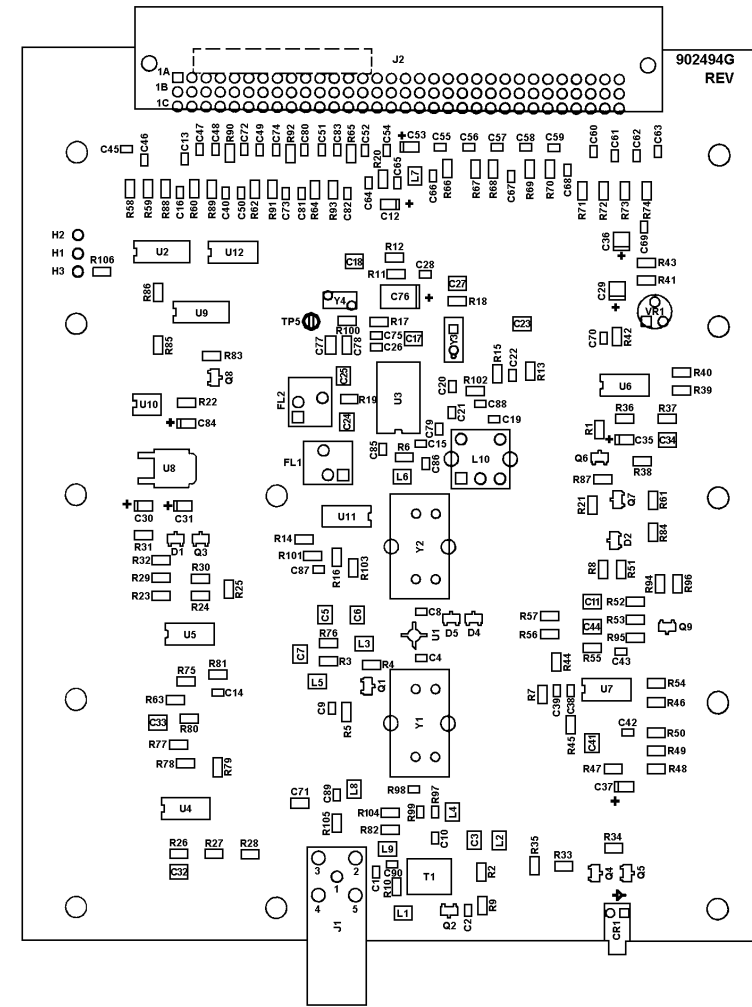 J2
902494G
REV
1A
1B
1C
C45
C46
C13
C47
C48
R90
C72
C49
C74
R92
C80
C51
C83
R65
C52
C54
C53
C55
C56
C57
C58
C59
C60
C61
C62
C63
R20
C65
L7
C66
R66
R67
R68
C67
R69
R70
C68
R58
R59
R88
C16
R60
R89
C40
C50
R62
R91
C73
C81
R64
R93
C82
C64
C12
R71
R72
R73
R74
C69
H2
H1
H3
R106
U2
U12
C18
R12
R11
C28
C27
C36
R43
R41
R86
U9
Y4
C76
R18
C29
VR1
TP5
R100
R17
C75
C26
C17
C23
Y3
C70
R42
R85
R83
C77
C78
Q8
C25
U3
R15
C22
R13
C20
R102
R40
U6
R39
FL2
U10
R22
R19
C88
C21
C19
R36
R37
C84
C24
C79
R1
C35
C34
U8
FL1
C85
C15
R6
C86
L10
Q6
R38
L6
R87
C30
C31
U11
Y2
R21
Q7
R61
R31
D1
Q3
R14
D2
R84
R32
R101
R16
R103
C87
R29
R30
R8
R51
R94
R96
R23
R24
R25
C11
R52
C5
C6
C8
R57
R53
U5
R76
U1
D5
D4
R56
C44
Q9
R95
C7
L3
R3
R4
C4
R55
C43
R44
R75
R81
L5
Q1
R7
U7
R54
C14
C39
C38
R46
R63
C9
R5
Y1
C33
R80
R45
C42
R50
R77
C41
R49
R78
R79
R47
R48
C71
C89
L8
R98
C37
U4
R105
R104
R99
R97
L4
R82
C10
C3
L2
R26
R27
R28
L9
R35
R34
C32
3
2
C1
C90
T1
R2
R33
Q4
Q5
1
R10
4
5
L1
Q2
C2
R9
J1
CR1